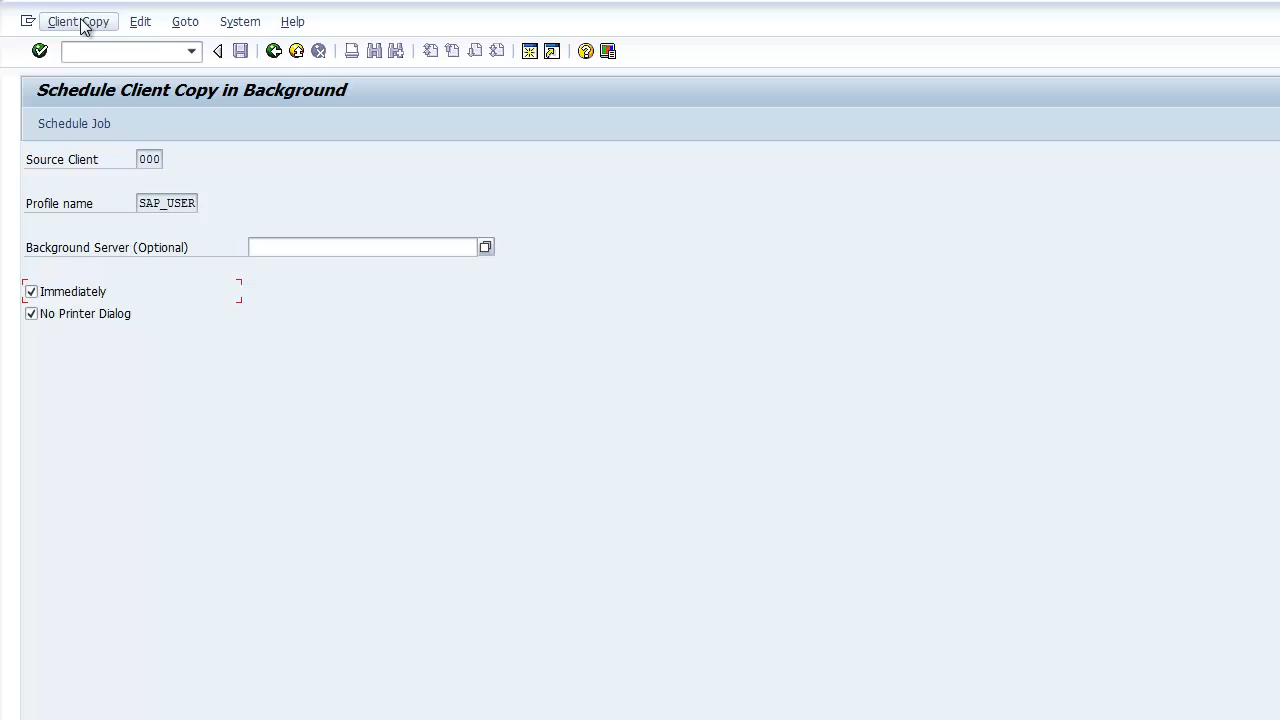 Client Copy Edit Goto System Help
Schedule Client Copy in Background
Schedule Job
Source Client 000
Profile name SAP_USER
Background Server (Optional)
Immediately
No Printer Dialog